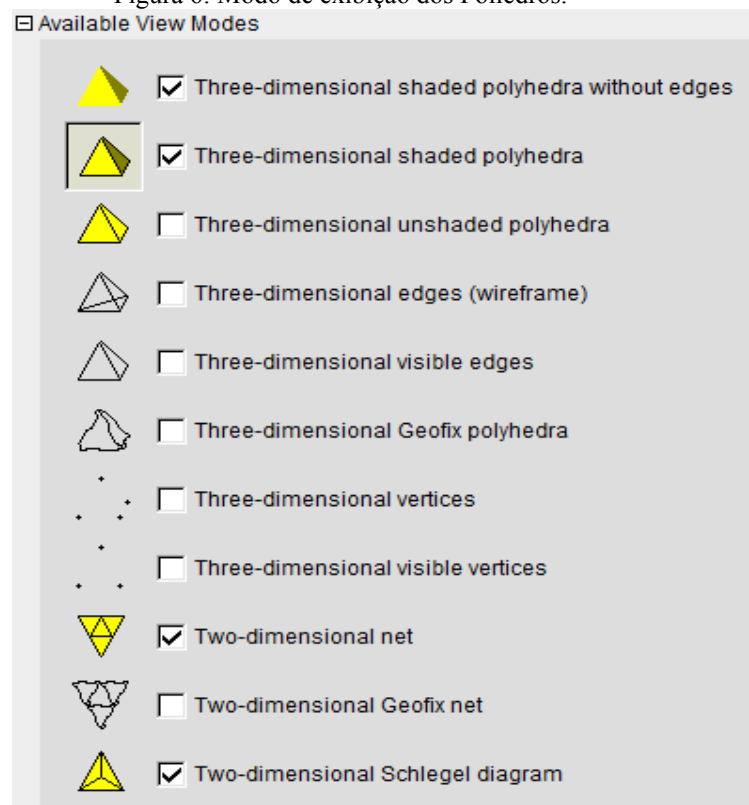 Figura 6: Modo de exibição dos Poliedros.
Available View Modes
Three-dimensional shaded polyhedra without edges
Three-dimensional shaded polyhedra
Three-dimensional unshaded polyhedra
Three-dimensional edges (wireframe)
Three-dimensional visible edges
Three-dimensional Geofix polyhedra
Three-dimensional vertices
Three-dimensional visible vertices
Two-dimensional net
Two-dimensional Geofix net
Two-dimensional Schlegel diagram